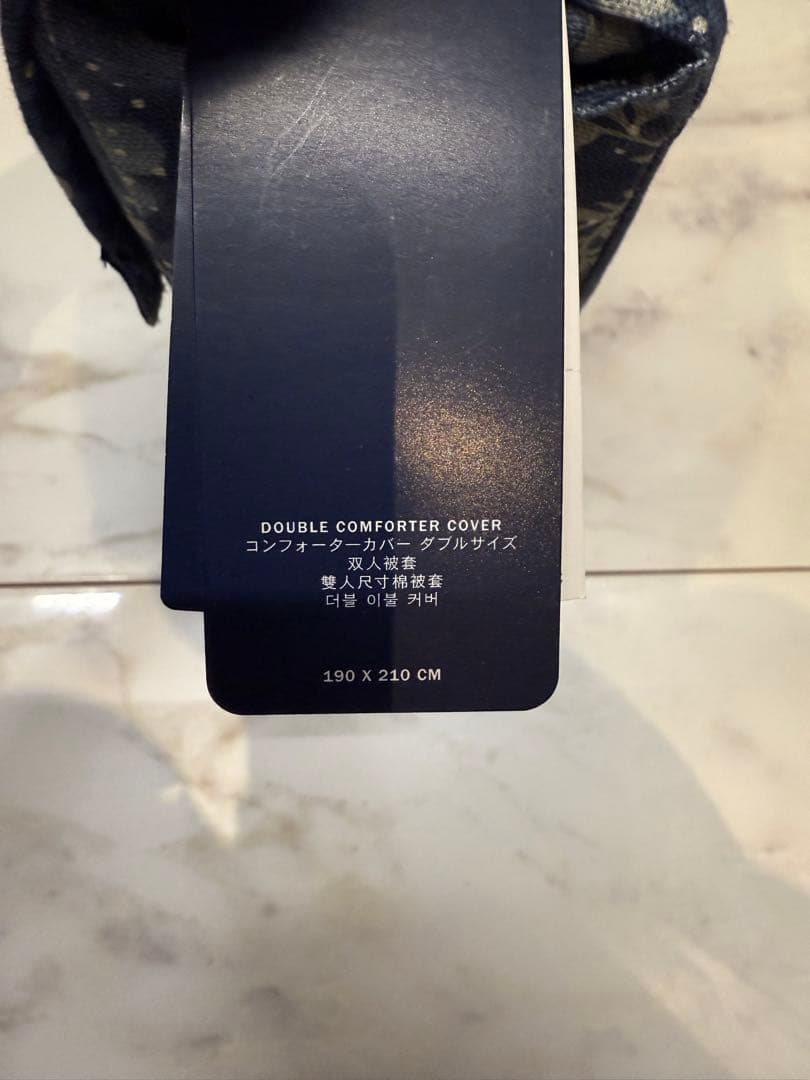 DOUBLE COMFORTER COVER
コンフォーターカバー ダブルサイズ
双人被套
雙人尺寸棉被套
더블 이불 커버
190 X 210 CM